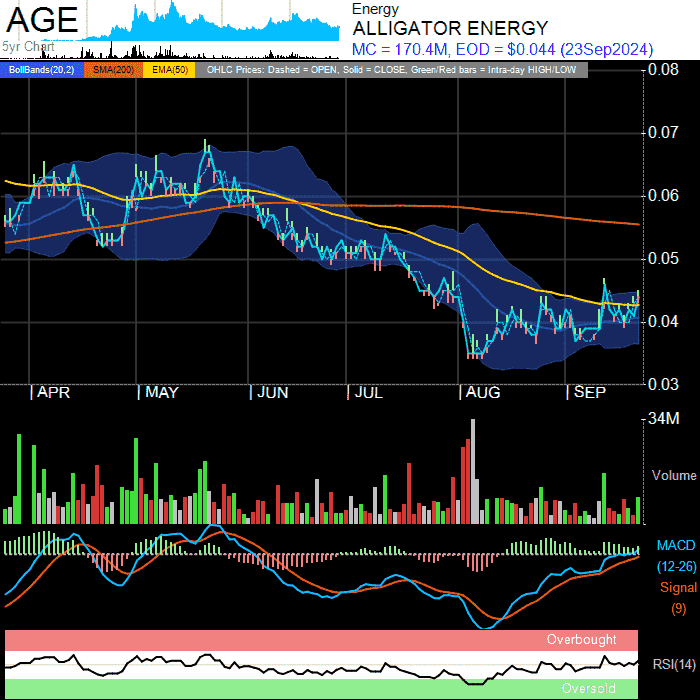 AGE
5yr Chart
Energy
ALLIGATOR ENERGY
MC = 170.4M, EOD = $0.044 (23Sep2024)
BollBands(20,2) SMA(200) EMA(50) OHLC Prices: Dashed = OPEN, Solid = CLOSE, Green/Red bars = Intra-day HIGH/LOW
0.08
0.07
0.06
0.05
0.04
0.03
APR MAY JUN JUL AUG SEP
34M
Volume
MACD
(12-26)
Signal
(9)
Overbought
RSI(14)
Oversold